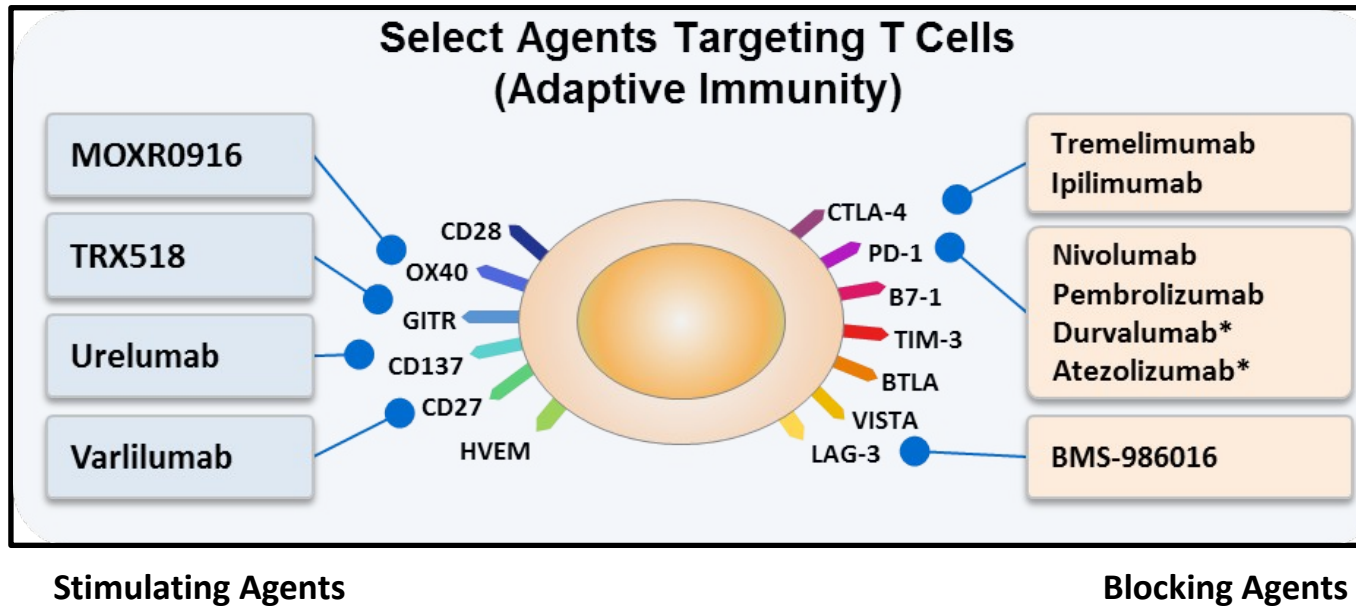 Select Agents Targeting T Cells
(Adaptive Immunity)
MOXR0916
TRX518
Urelumab
Varlilumab
CD28
OX40
GITR
CD137
CD27
HVEM
CTLA-4
PD-1
B7-1
TIM-3
BTLA
VISTA
LAG-3
Tremelimumab
Ipilimumab
Nivolumab
Pembrolizumab
Durvalumab*
Atezolizumab*
BMS-986016
Stimulating Agents
Blocking Agents